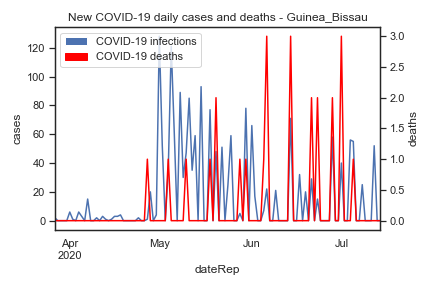 New COVID-19 daily cases and deaths - Guinea_Bissau
COVID-19 infections
COVID-19 deaths
cases
120
100
80
60
40
20
0
3.0
2.5
2.0
1.5
1.0
0.5
0.0
deaths
Apr
2020
May
Jun
Jul
dateRep